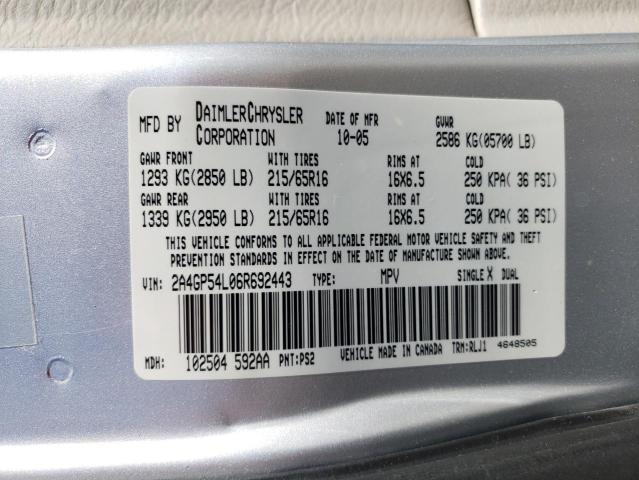 MFD BY DAIMLERCHRYSLER CORPORATION DATE OF MFR 10-05 GVWR 2586 KG(05700 LB)
GAWR FRONT WITH TIRES RIMS AT COLD
1293 KG(2850 LB) 215/65R16 16X6.5 250 KPA( 36 PSI)
GAWR REAR WITH TIRES RIMS AT COLD
1339 KG(2950 LB) 215/65R16 16X6.5 250 KPA( 36 PSI)
THIS VEHICLE CONFORMS TO ALL APPLICABLE FEDERAL MOTOR VEHICLE SAFETY AND THEFT
PREVENTION STANDARDS IN EFFECT ON THE DATE OF MANUFACTURE SHOWN ABOVE.
VIN: 2A4GP54L06R692443 TYPE: MPV SINGLE X DUAL
MDH: 102504 592AA PNT:PS2 VEHICLE MADE IN CANADA TRM:RLJ1 4648505